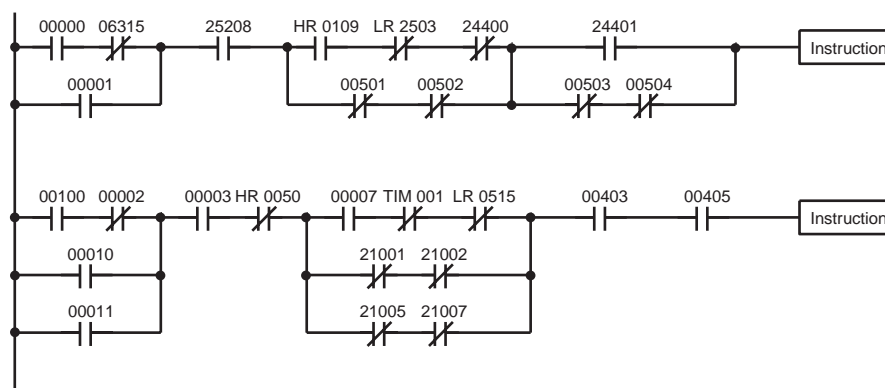 00000 06315 25208 HR 0109 LR 2503 24400 24401
Instruction
00001 00501 00502 00503 00504
00100 00002 00003 HR 0050 00007 TIM 001 LR 0515 00403 00405
Instruction
00010 21001 21002
00011 21005 21007